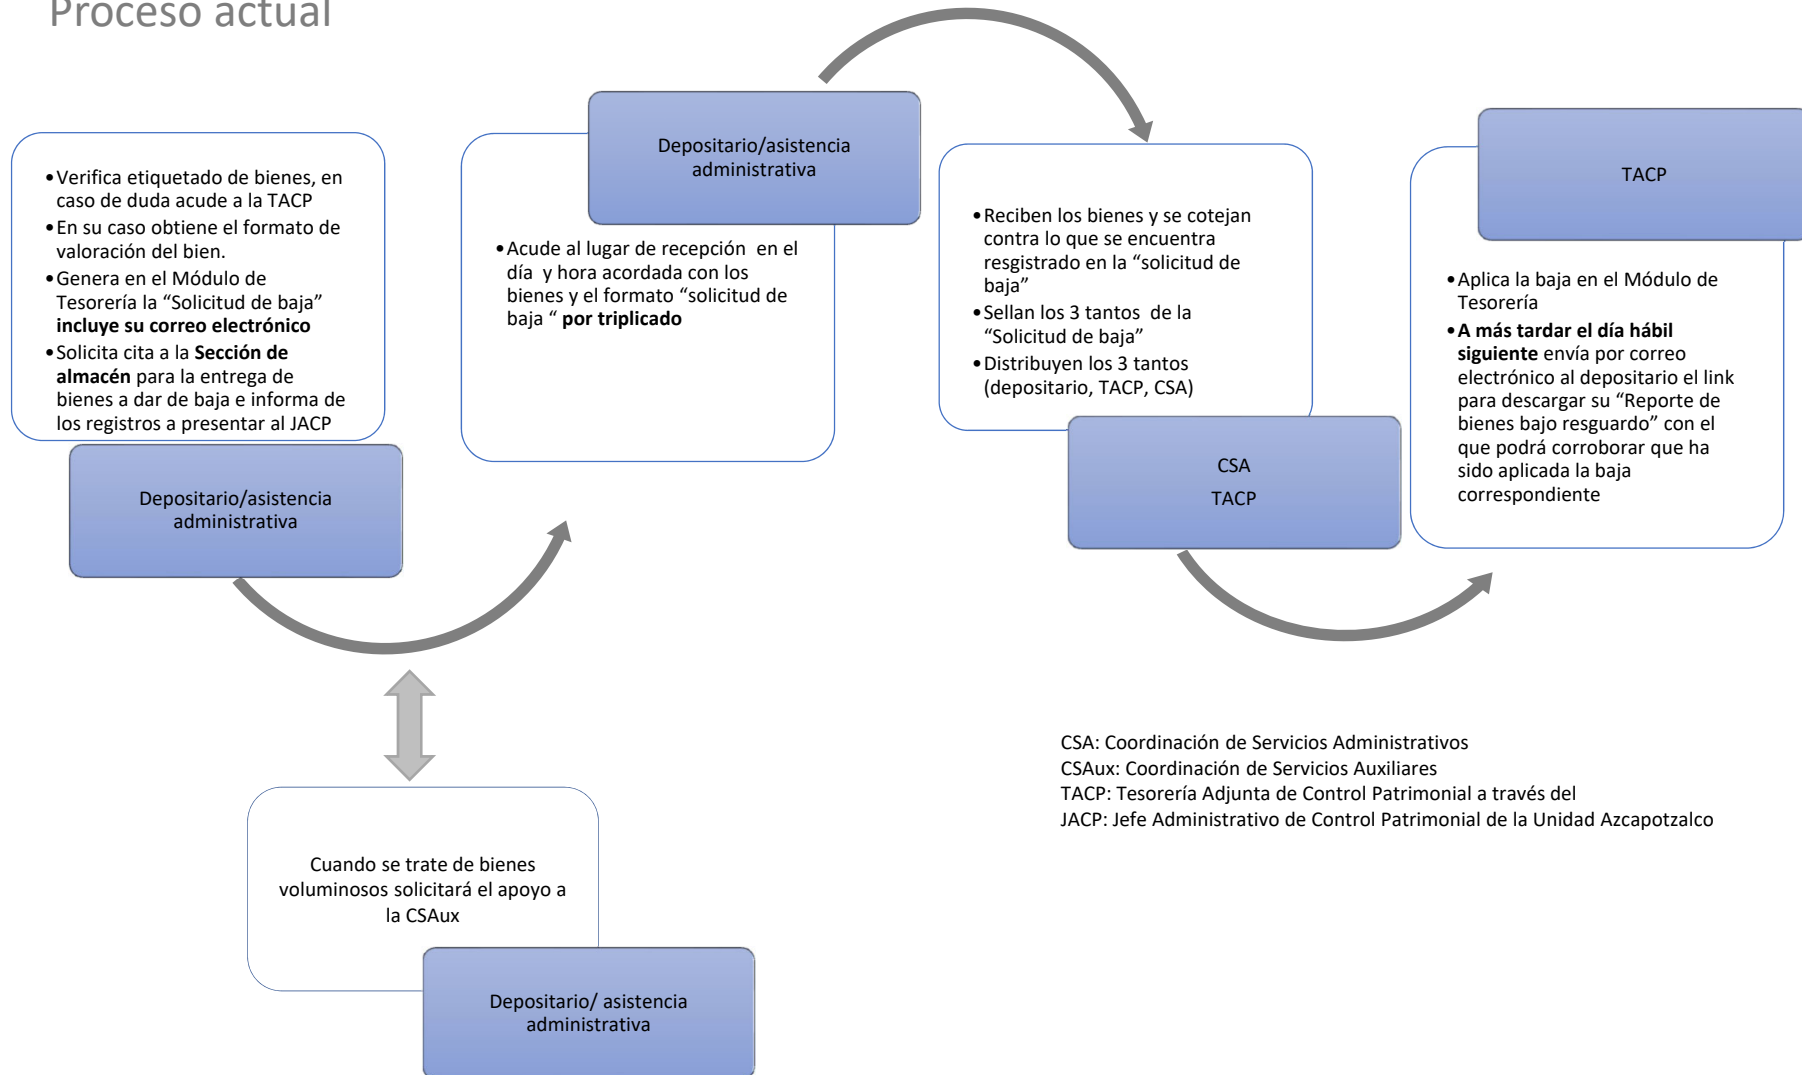 Proceso actual
•Verifica etiquetado de bienes, en
caso de duda acude a la TACP
•En su caso obtiene el formato de
valoración del bien.
•Genera en el Módulo de
Tesorería la “Solicitud de baja”
incluye su correo electrónico
•Solicita cita a la Sección de
almacén para la entrega de
bienes a dar de baja e informa de
los registros a presentar al JACP
Depositario/asistencia
administrativa
Depositario/asistencia
administrativa
•Acude al lugar de recepción en el
día y hora acordada con los
bienes y el formato “solicitud de
baja “ por triplicado
•Reciben los bienes y se cotejan
contra lo que se encuentra
resgistrado en la “solicitud de
baja”
•Sellan los 3 tantos de la
“Solicitud de baja”
•Distribuyen los 3 tantos
(depositario, TACP, CSA)
CSA
TACP
TACP
•Aplica la baja en el Módulo de
Tesorería
•A más tardar el día hábil
siguiente envía por correo
electrónico al depositario el link
para descargar su “Reporte de
bienes bajo resguardo” con el
que podrá corroborar que ha
sido aplicada la baja
correspondiente
Cuando se trate de bienes
voluminosos solicitará el apoyo a
la CSAux
Depositario/ asistencia
administrativa
CSA: Coordinación de Servicios Administrativos
CSAux: Coordinación de Servicios Auxiliares
TACP: Tesorería Adjunta de Control Patrimonial a través del
JACP: Jefe Administrativo de Control Patrimonial de la Unidad Azcapotzalco